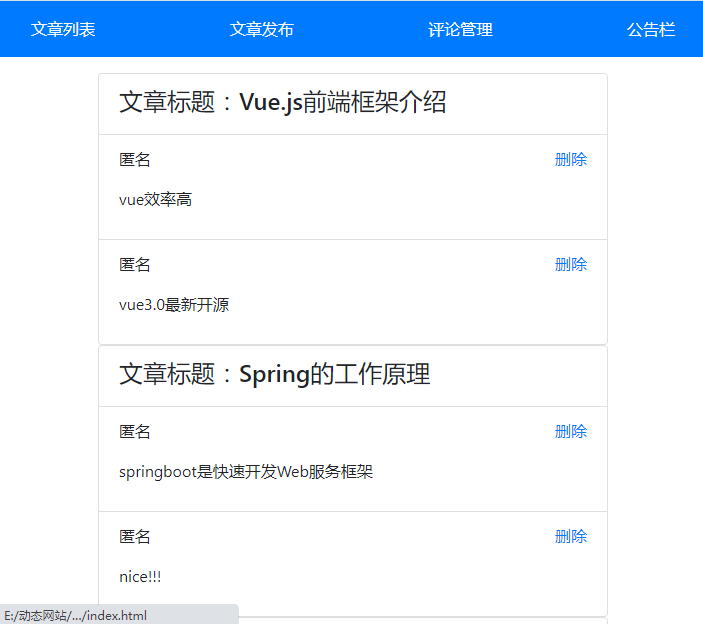 文章列表 文章发布 评论管理 公告栏
文章标题：Vue.js前端框架介绍
匿名 删除
vue效率高
匿名 删除
vue3.0最新开源
文章标题：Spring的工作原理
匿名 删除
springboot是快速开发Web服务框架
匿名 删除
nice!!!
E:/动态网站/.../index.html